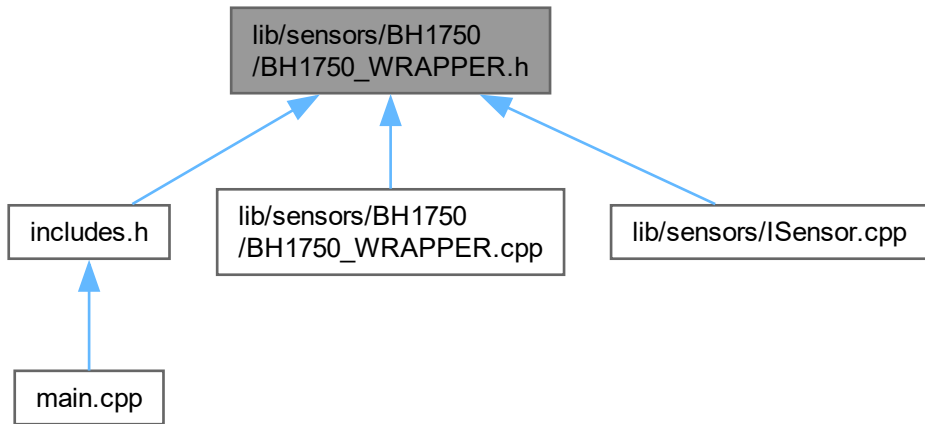 lib/sensors/BH1750
/BH1750_WRAPPER.h
includes.h
lib/sensors/BH1750
/BH1750_WRAPPER.cpp
lib/sensors/ISensor.cpp
main.cpp